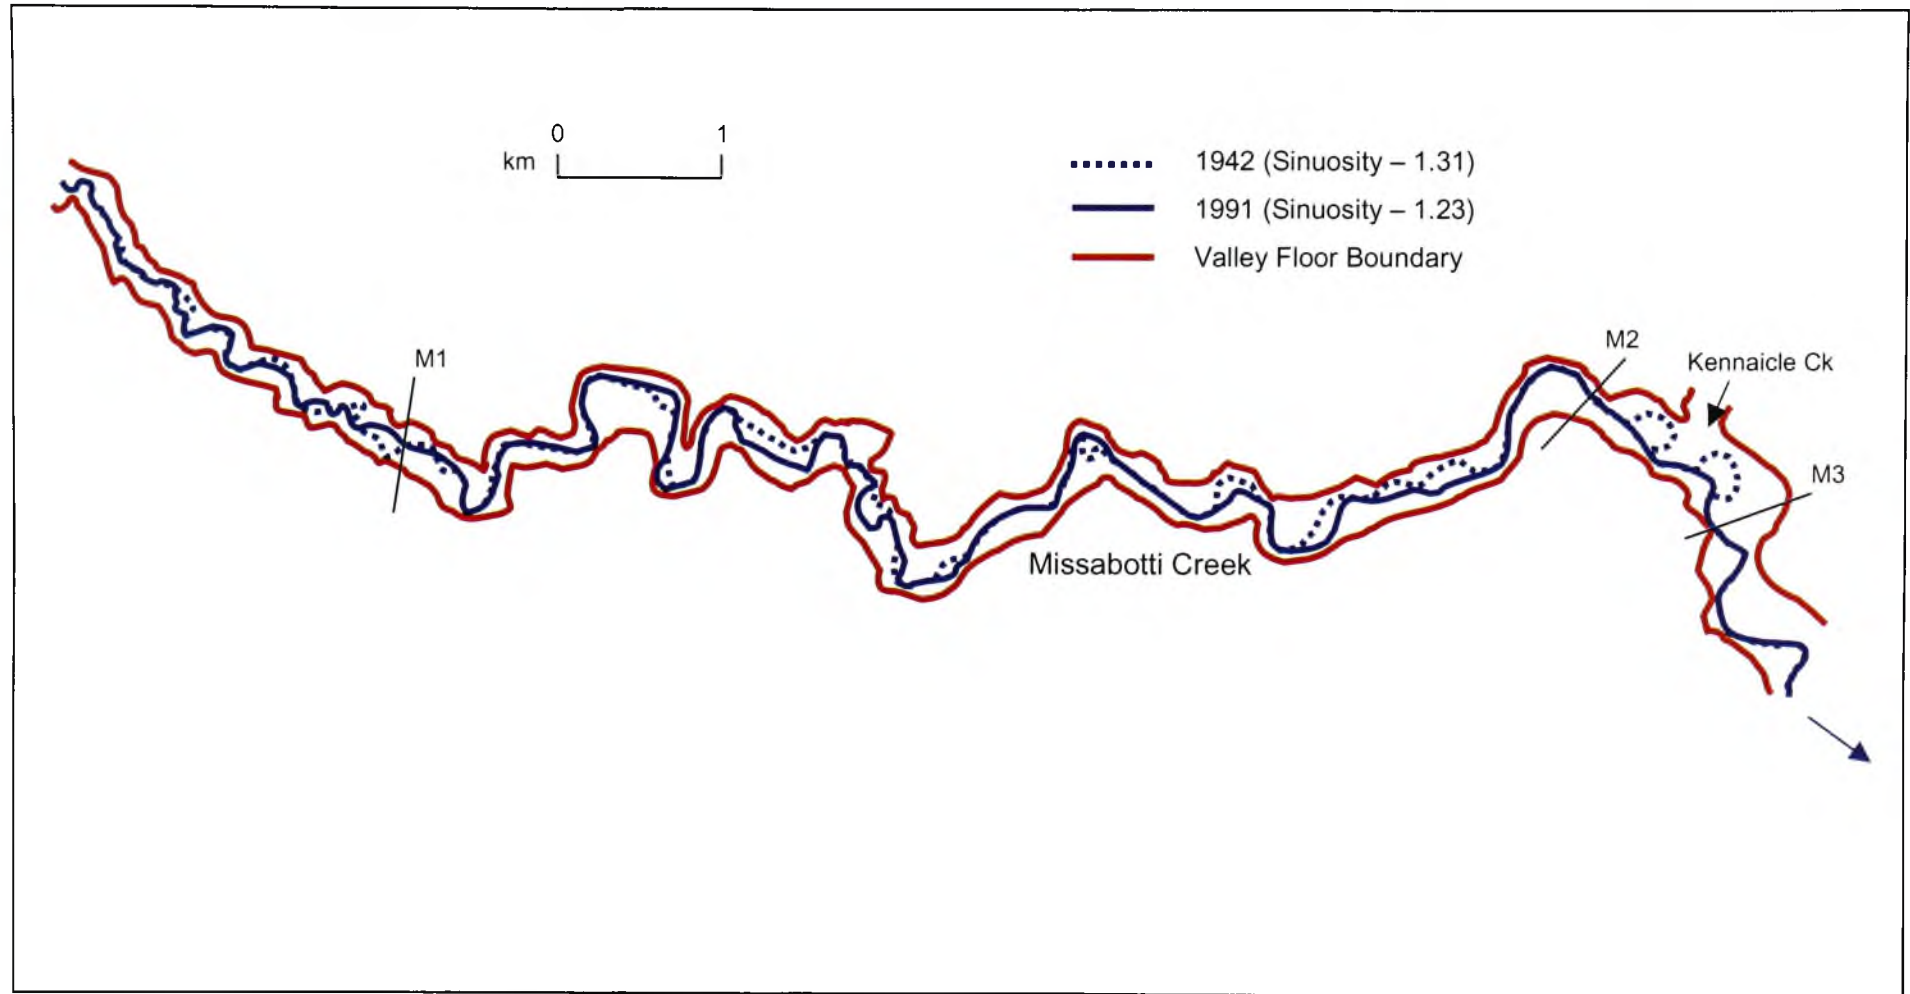 0 1
km
1942 (Sinuosity – 1.31)
1991 (Sinuosity – 1.23)
Valley Floor Boundary
M1
M2
Kennaicle Ck
M3
Missabotti Creek